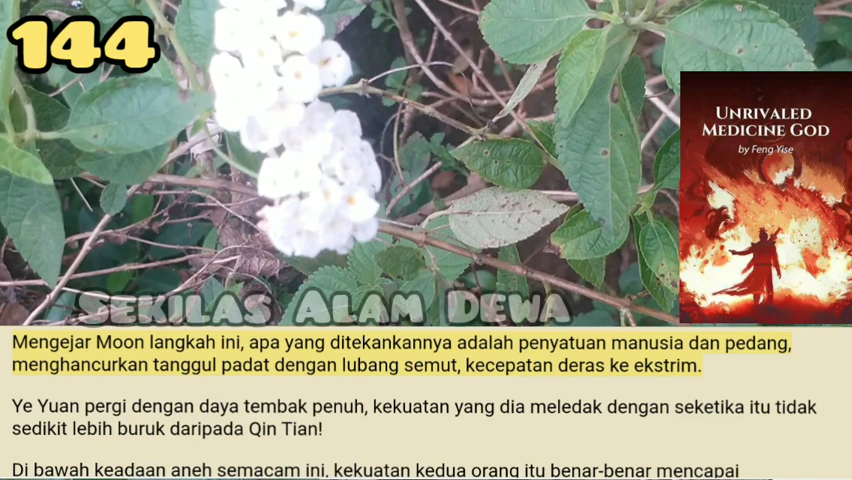 144
UNRIVALED
MEDICINE GOD
by Feng Yise
SEKILAS ALAM DEWA
Mengejar Moon langkah ini, apa yang ditekankannya adalah penyatuan manusia dan pedang,
menghancurkan tanggul padat dengan lubang semut, kecepatan deras ke ekstrim.
Ye Yuan pergi dengan daya tembak penuh, kekuatan yang dia meledak dengan seketika itu tidak
sedikit lebih buruk daripada Qin Tian!
Di bawah keadaan aneh semacam ini, kekuatan kedua orang itu benar-benar mencapai